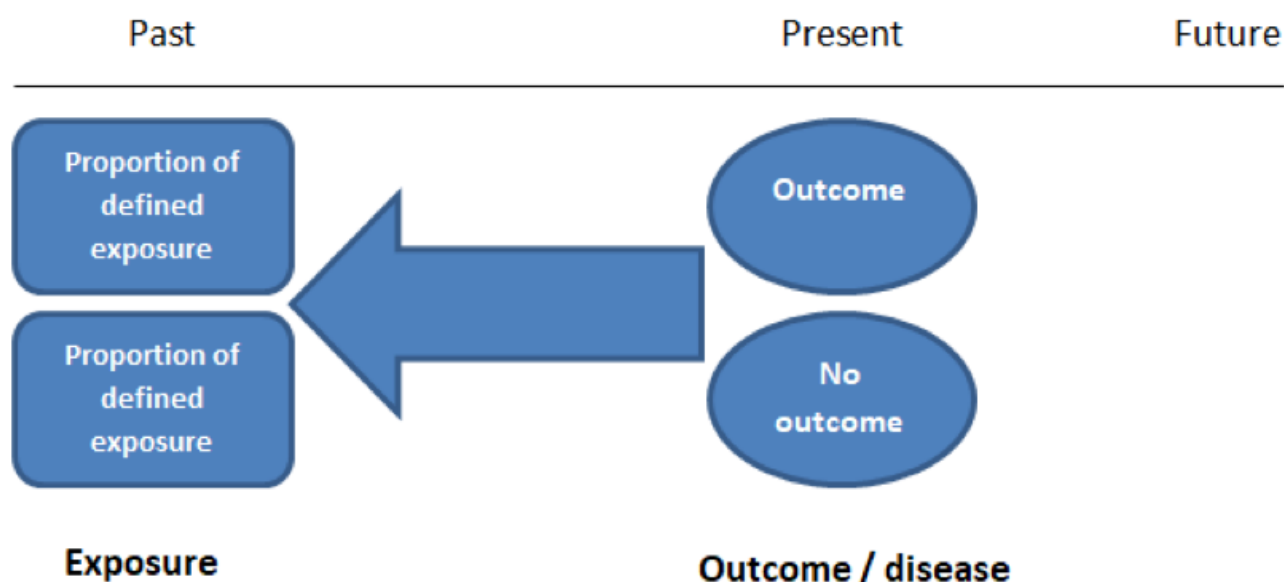 Past Present Future
Proportion of
defined
exposure
Outcome
Proportion of
defined
exposure
No
outcome
Exposure Outcome / disease